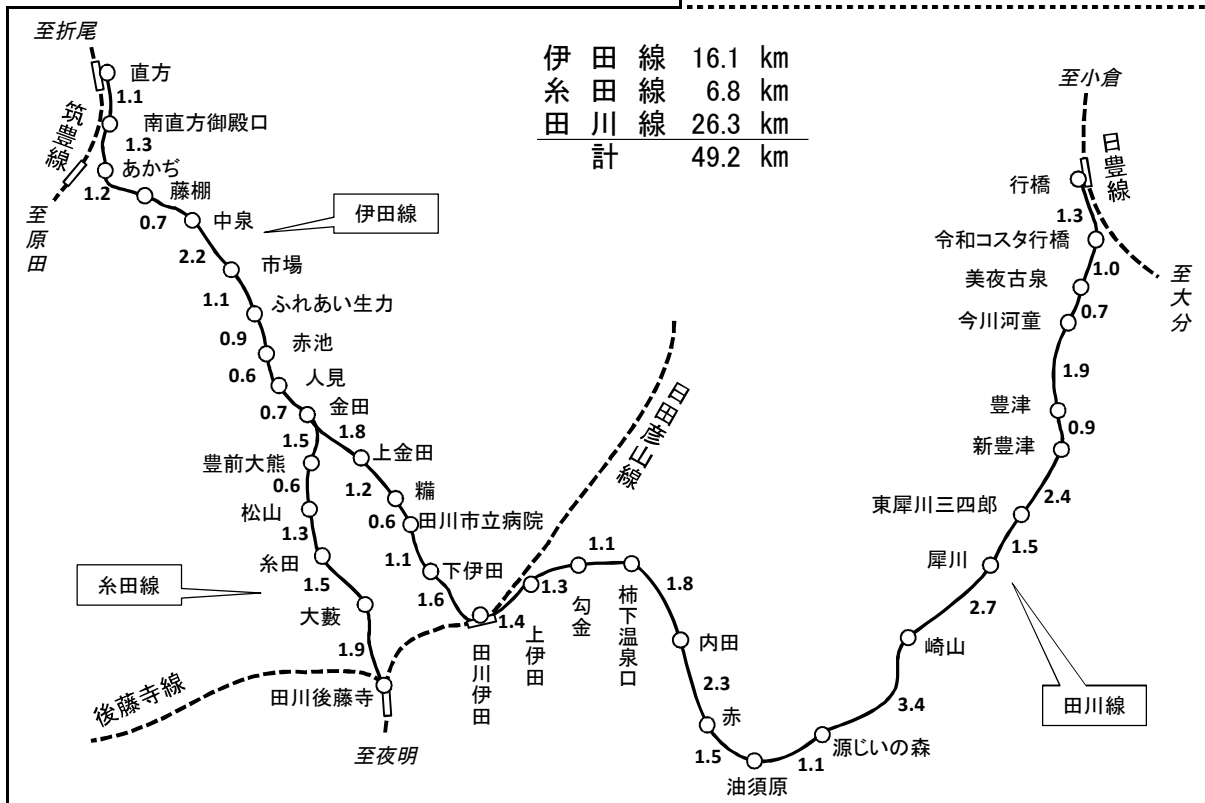 至折尾
直方
1.1
筑豊線
南直方御殿口
1.3
あかぢ
至原田
1.2
藤棚
0.7
中泉
伊田線
2.2
市場
1.1
ふれあい生力
0.9
赤池
0.6
人見
0.7
金田
1.5
1.8
豊前大熊
上金田
0.6
1.2
松山
糒
0.6
田川市立病院
1.3
糸田
1.1
下伊田
糸田線
1.5
大藪
1.6
1.9
田川後藤寺
後藤寺線
至夜明
伊田線 16.1 km
糸田線 6.8 km
田川線 26.3 km
計 49.2 km
日田彦山線
田川伊田
1.4
上伊田
1.3
勾金
1.1
柿下温泉口
1.8
内田
2.3
赤
1.5
油須原
1.1
源じいの森
3.4
崎山
2.7
田川線
犀川
1.5
東犀川三四郎
2.4
新豊津
0.9
豊津
1.9
今川河童
0.7
美夜古泉
1.0
令和コスタ行橋
1.3
行橋
至小倉
日豊線
至大分